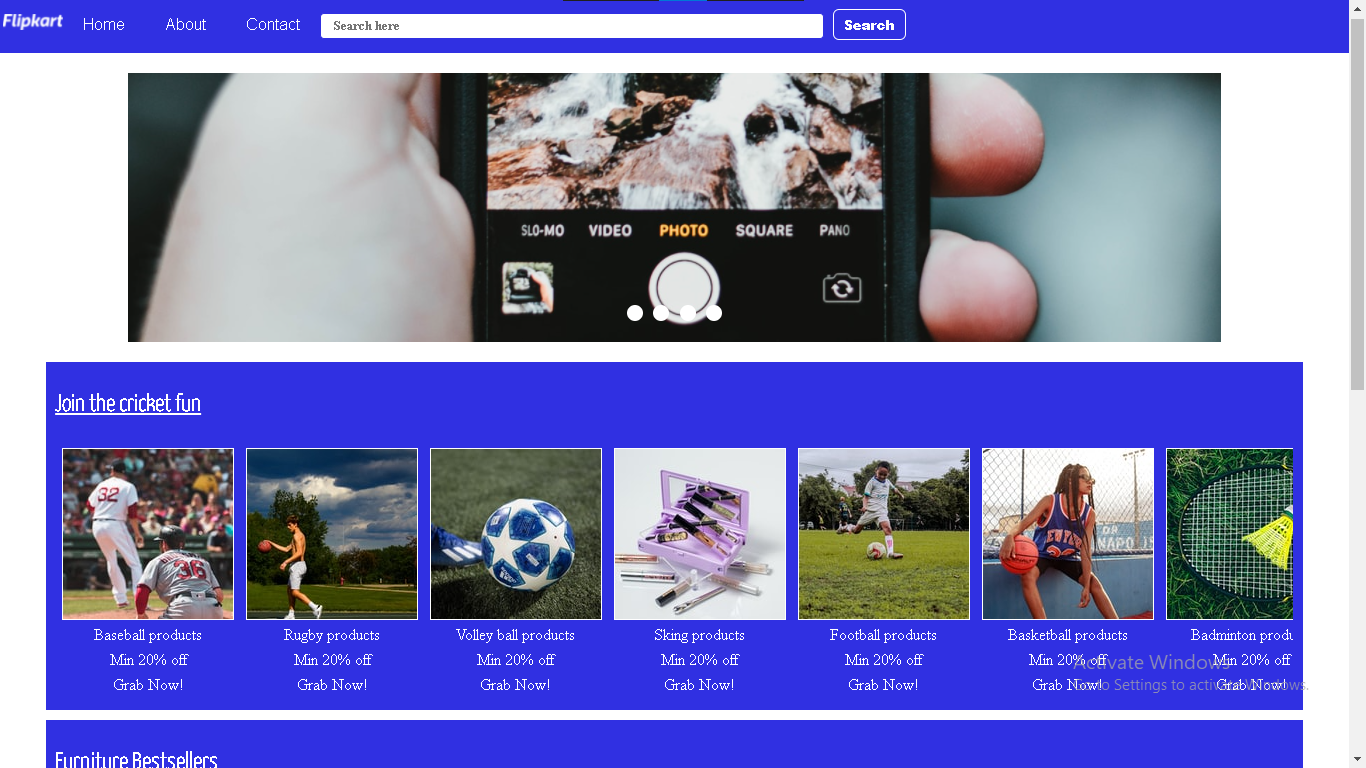 Flipkart
Home
About
Contact
Search here
Search
SLO-MO VIDEO PHOTO SQUARE PANO
Join the cricket fun
32
36
NEW YORK
Baseball products
Min 20% off
Grab Now!
Rugby products
Min 20% off
Grab Now!
Volley ball products
Min 20% off
Grab Now!
Skiing products
Min 20% off
Grab Now!
Football products
Min 20% off
Grab Now!
Basketball products
Min 20% off
Grab Now!
Badminton produ
Min 20% off
Grab Now!
Activate Windows
Go to Settings to activate Windows.
Furniture Bestsellers